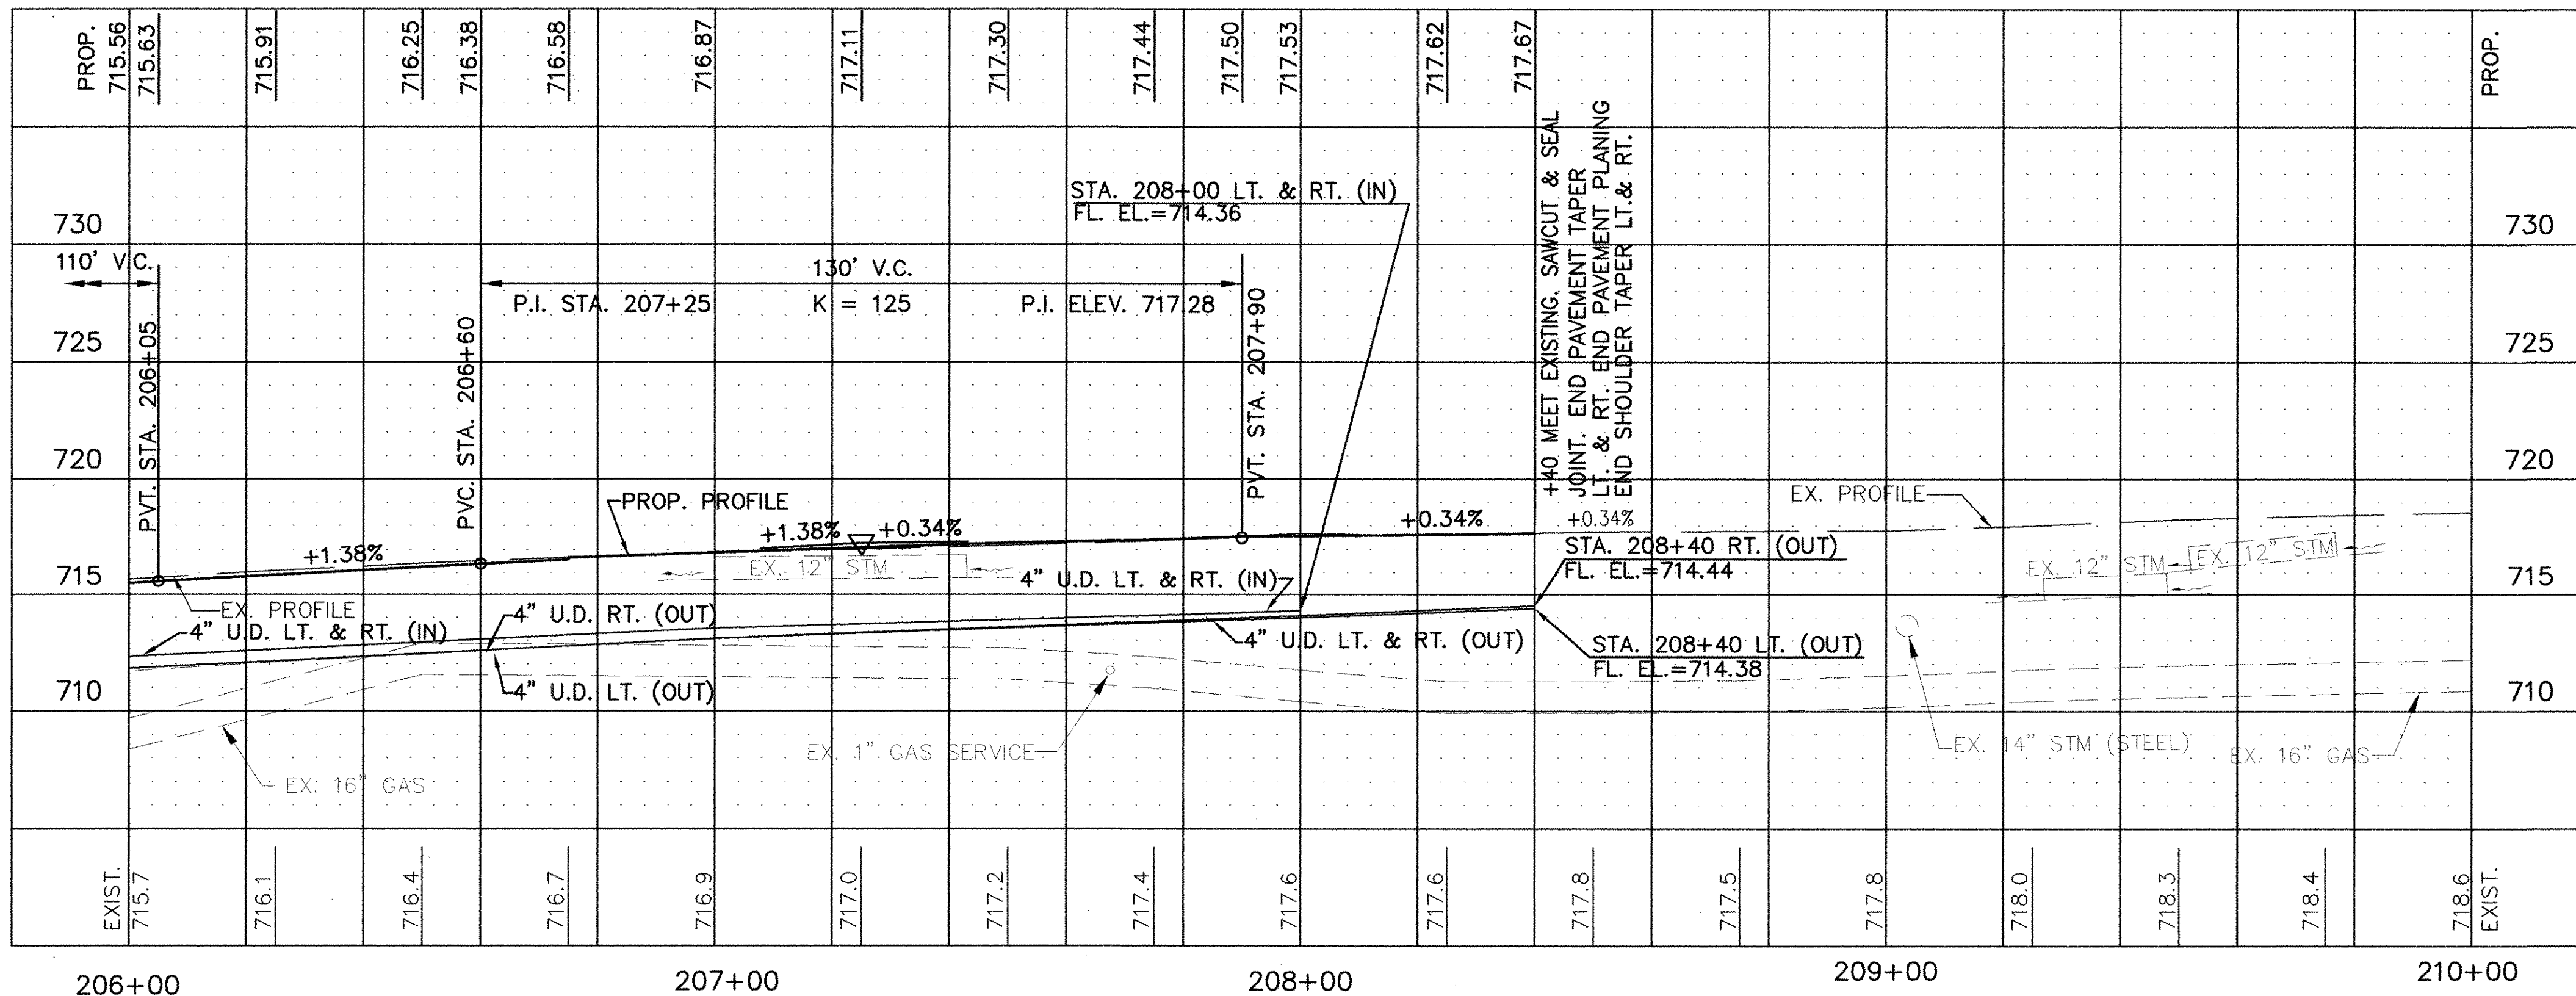 PROP.
715.56
715.63
715.91
716.25
716.38
716.58
716.87
717.11
717.30
717.44
717.50
717.53
717.62
717.67
PROP.
730
730
725
725
720
720
715
715
710
710
110' V.C.
130' V.C.
P.I. STA. 207+25
K = 125
P.I. ELEV. 717.28
PVT. STA. 206+05
PVC. STA. 206+60
PVT. STA. 207+90
STA. 208+00 LT. & RT. (IN)
FL. EL.=714.36
+40 MEET EXISTING. SAWCUT & SEAL
JOINT. END PAVEMENT TAPER
LT. & RT. END PAVEMENT PLANING
END SHOULDER TAPER LT.& RT.
PROP. PROFILE
+1.38%
+1.38%
+0.34%
+0.34%
+0.34%
EX. PROFILE
EX. PROFILE
EX. 12" STM
4" U.D. LT. & RT. (IN)
4" U.D. LT. & RT. (IN)
4" U.D. RT. (OUT)
4" U.D. LT. (OUT)
4" U.D. LT. & RT. (OUT)
STA. 208+40 RT. (OUT)
FL. EL.=714.44
STA. 208+40 LT. (OUT)
FL. EL.=714.38
EX. 12" STM
EX. 12" STM
EX. 1" GAS SERVICE
EX. 16" GAS
EX. 14" STM (STEEL)
EX. 16" GAS
EXIST.
715.7
716.1
716.4
716.7
716.9
717.0
717.2
717.4
717.6
717.6
717.8
717.5
717.8
718.0
718.3
718.4
718.6
EXIST.
206+00
207+00
208+00
209+00
210+00